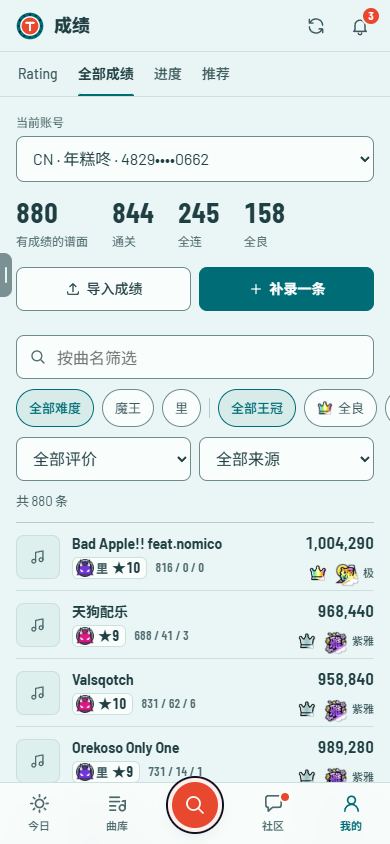 T 成绩 3
Rating 全部成绩 进度 推荐
当前账号
CN · 年糕咚 · 4829••••0662
880 844 245 158
有成绩的谱面 通关 全连 全良
导入成绩 + 补录一条
按曲名筛选
全部难度 魔王 里 全部王冠 全良
全部评价 全部来源
共 880 条
Bad Apple!! feat.nomico 1,004,290
里 ★10 816 / 0 / 0 极
天狗配乐 968,440
★9 688 / 41 / 3 紫雅
Valsqotch 958,840
★10 831 / 62 / 6 紫雅
Orekoso Only One 989,280
里 ★9 731 / 14 / 1 紫雅
今日 曲库 社区 我的